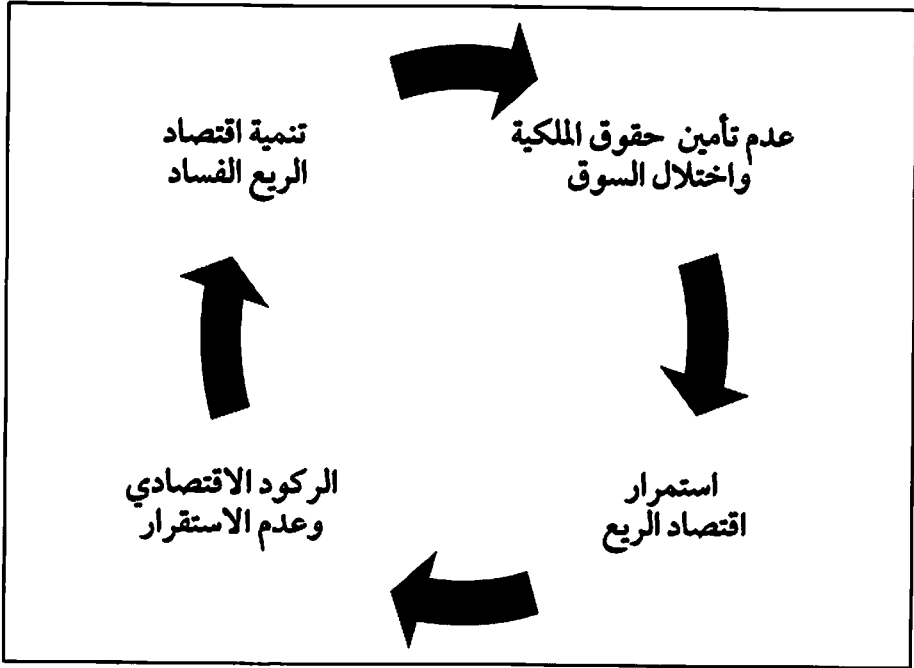 عدم تأمين حقوق الملكية
واختلال السوق
استمرار
اقتصاد الريع
الركود الاقتصادي
وعدم الاستقرار
تنمية اقتصاد
الريع الفساد